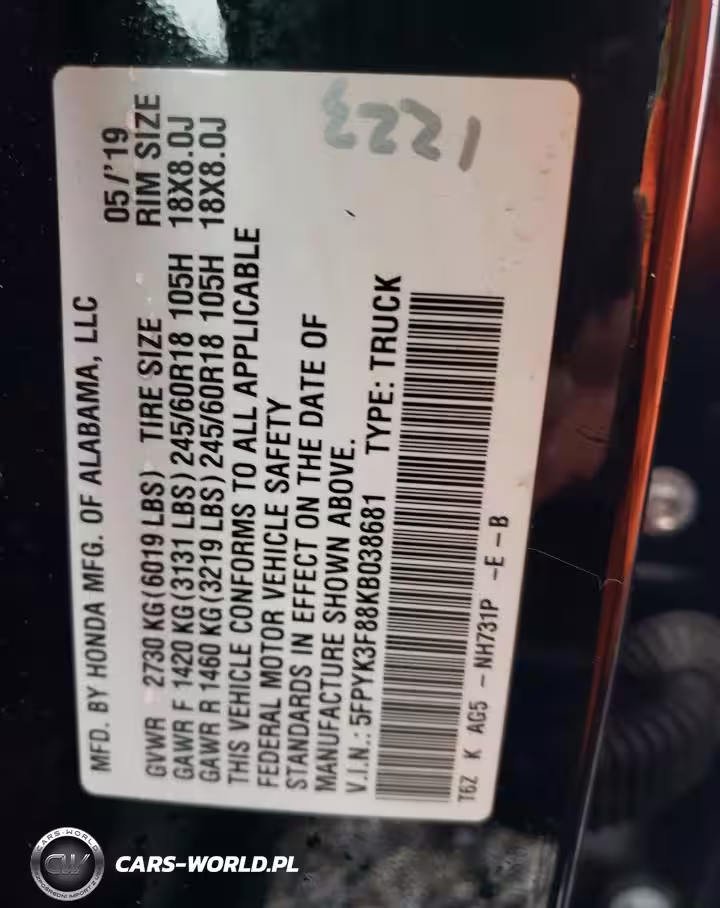 MFD. BY HONDA MFG. OF ALABAMA, LLC 05/'19
GVWR 2730 KG(6019 LBS) TIRE SIZE RIM SIZE
GAWR F 1420 KG(3131 LBS) 245/60R18 105H 18X8.0J
GAWR R 1460 KG(3219 LBS) 245/60R18 105H 18X8.0J
THIS VEHICLE CONFORMS TO ALL APPLICABLE
FEDERAL MOTOR VEHICLE SAFETY
STANDARDS IN EFFECT ON THE DATE OF
MANUFACTURE SHOWN ABOVE.
V.I.N.: 5FPYK3F88KB038681 TYPE: TRUCK
T6Z K AG5 -NH731P -E-B
CARS-WORLD
CW
CARS-WORLD.PL